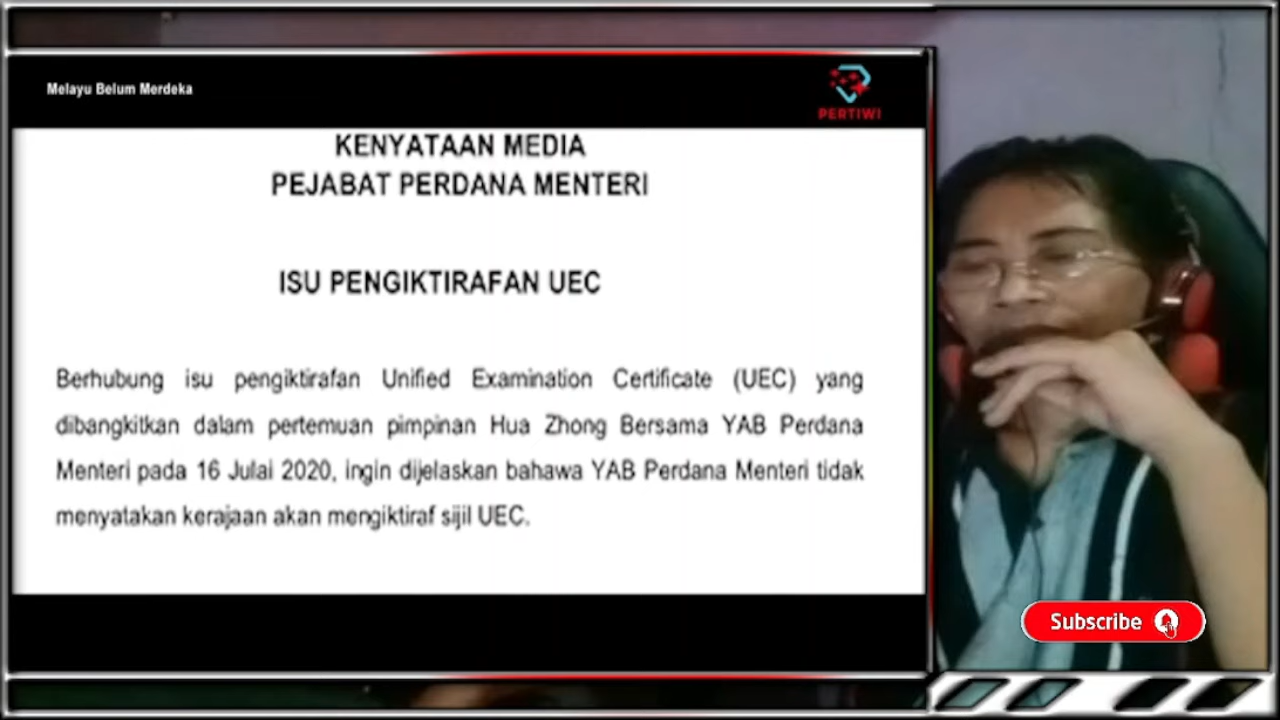 Melayu Belum Merdeka
PERTIWI
KENYATAAN MEDIA
PEJABAT PERDANA MENTERI
ISU PENGIKTIRAFAN UEC
Berhubung isu pengiktirafan Unified Examination Certificate (UEC) yang
dibangkitkan dalam pertemuan pimpinan Hua Zhong Bersama YAB Perdana
Menteri pada 16 Julai 2020, ingin dijelaskan bahawa YAB Perdana Menteri tidak
menyatakan kerajaan akan mengiktiraf sijil UEC.
Subscribe